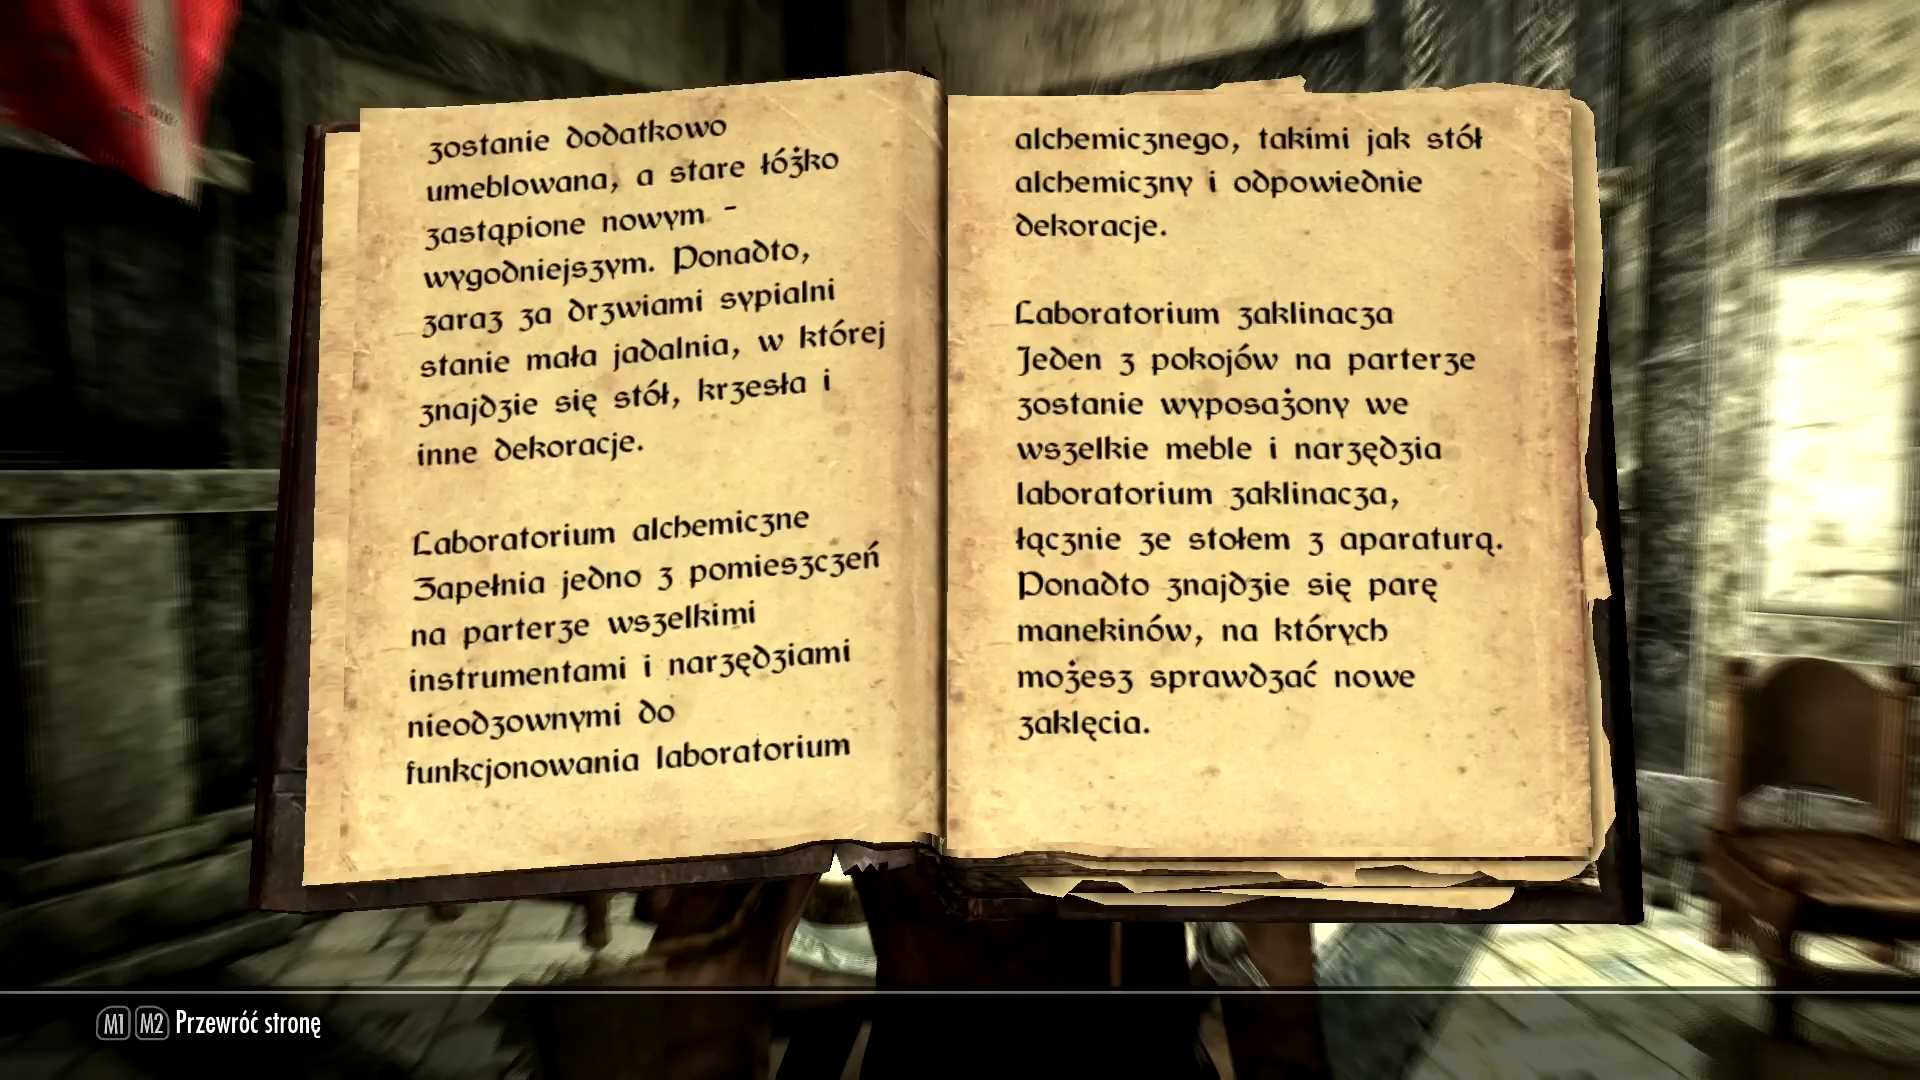 zostanie dodatkowo
umeblowana, a stare łóżko
zastąpione nowym -
wygodniejszym. Ponadto,
zaraz za drzwiami sypialni
stanie mała jadalnia, w której
znajdzie się stół, krzesła i
inne dekoracje.
Laboratorium alchemiczne
Zapełnia jedno z pomieszczeń
na parterze wszelkimi
instrumentami i narzędziami
nieodzownymi do
funkcjonowania laboratorium
alchemicznego, takimi jak stół
alchemiczny i odpowiednie
dekoracje.
Laboratorium zaklinacza
Jeden z pokojów na parterze
zostanie wyposażony we
wszelkie meble i narzędzia
laboratorium zaklinacza,
łącznie ze stołem z aparaturą.
Ponadto znajdzie się parę
manekinów, na których
możesz sprawdzać nowe
zaklęcia.
M1 M2 Przewróć stronę